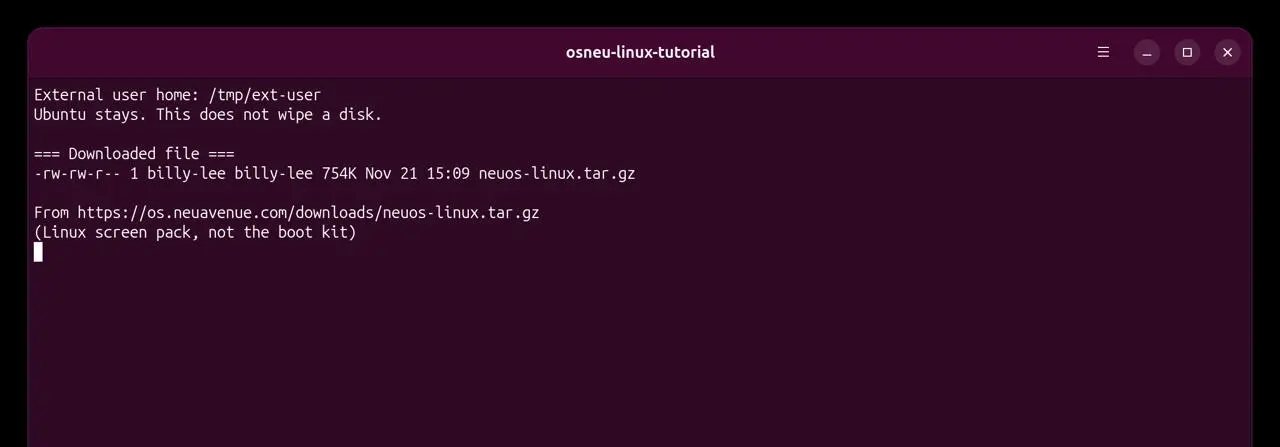 osneu-linux-tutorial
External user home: /tmp/ext-user
Ubuntu stays. This does not wipe a disk.
=== Downloaded file ===
-rw-rw-r-- 1 billy-lee billy-lee 754K Nov 21 15:09 neuos-linux.tar.gz
From https://os.neuavenue.com/downloads/neuos-linux.tar.gz
(Linux screen pack, not the boot kit)